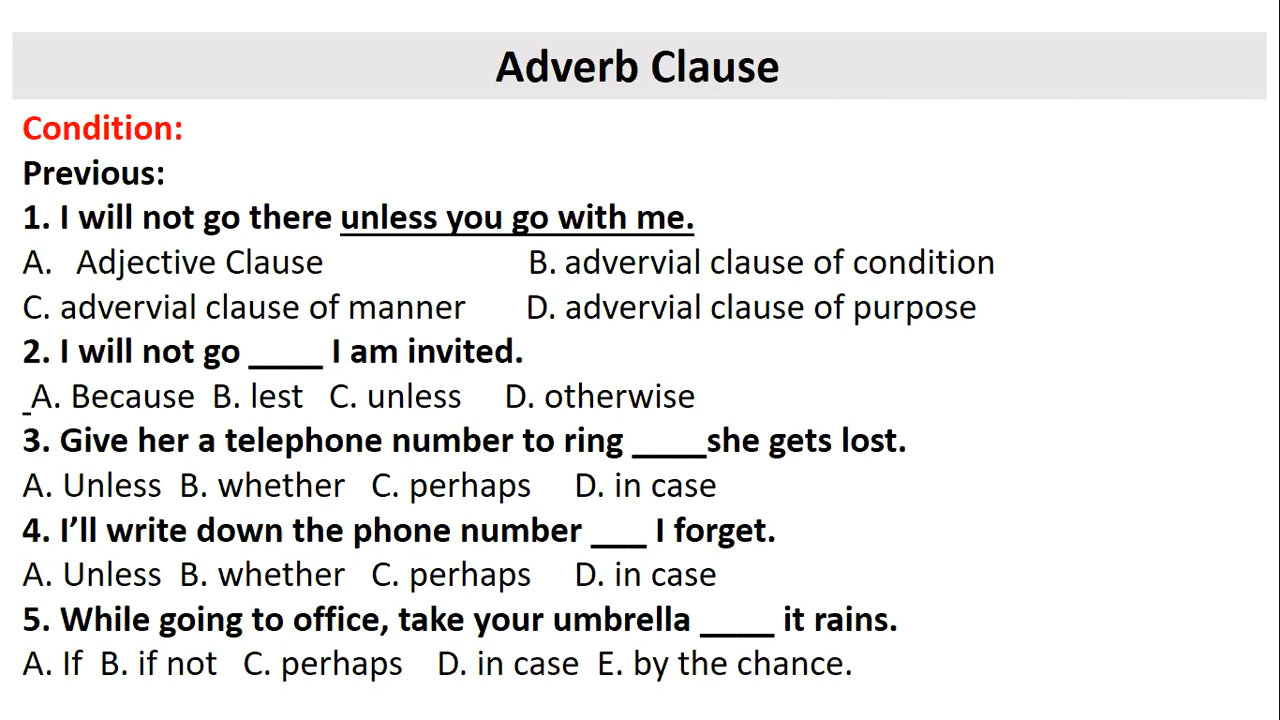 Adverb Clause
Condition:
Previous:
1. I will not go there unless you go with me.
A. Adjective Clause B. advervial clause of condition
C. advervial clause of manner D. advervial clause of purpose
2. I will not go ____ I am invited.
_A. Because B. lest C. unless D. otherwise
3. Give her a telephone number to ring ____she gets lost.
A. Unless B. whether C. perhaps D. in case
4. I’ll write down the phone number ___ I forget.
A. Unless B. whether C. perhaps D. in case
5. While going to office, take your umbrella ____ it rains.
A. If B. if not C. perhaps D. in case E. by the chance.